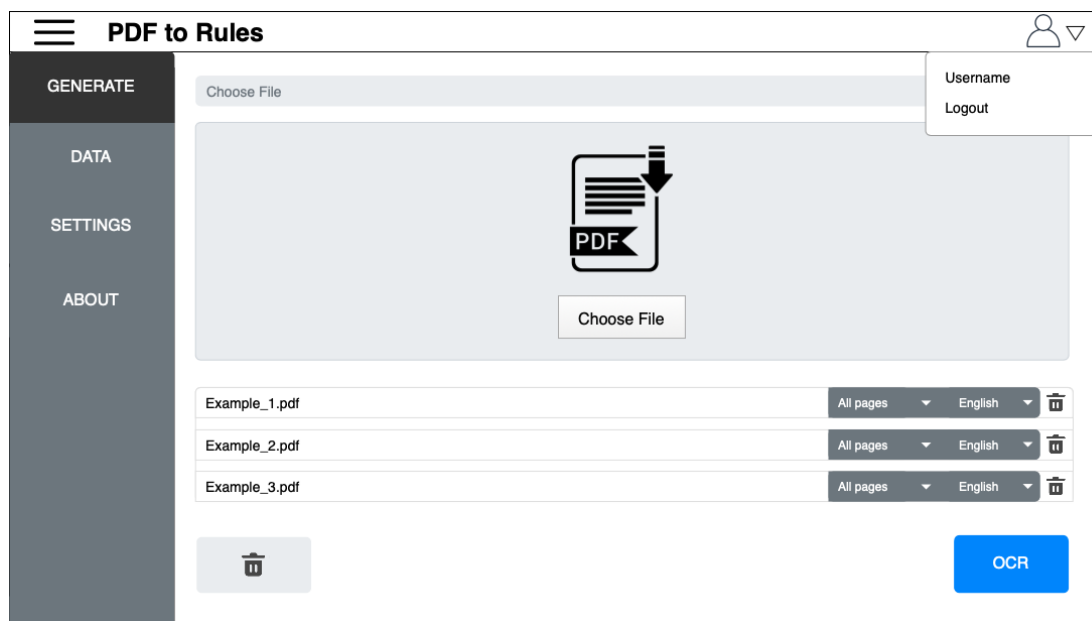 PDF to Rules
Username
Logout
GENERATE
DATA
SETTINGS
ABOUT
Choose File
PDF
Choose File
Example_1.pdf All pages English
Example_2.pdf All pages English
Example_3.pdf All pages English
OCR